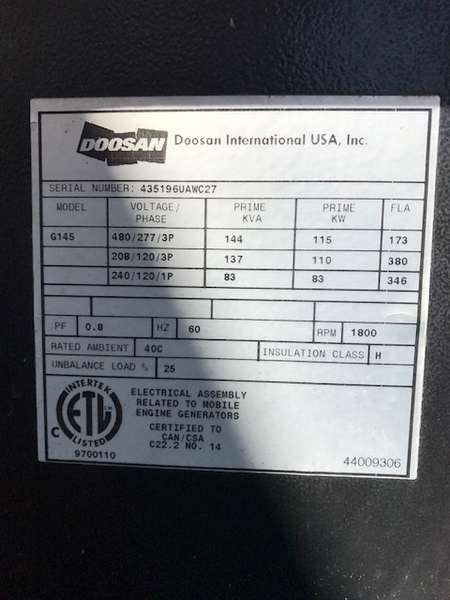 DOOSAN Doosan International USA, Inc.
SERIAL NUMBER: 435196UAWC27
MODEL VOLTAGE/ PHASE PRIME KVA PRIME KW FLA
G145 480/277/3P 144 115 173
208/120/3P 137 110 380
240/120/1P 83 83 346
PF 0.8 HZ 60 RPM 1800
RATED AMBIENT 40C INSULATION CLASS H
UNBALANCE LOAD % 25
INTERTEK
ETL CM
LISTED
C
9700110
ELECTRICAL ASSEMBLY
RELATED TO MOBILE
ENGINE GENERATORS
CERTIFIED TO
CAN/CSA
C22.2 NO. 14
44009306